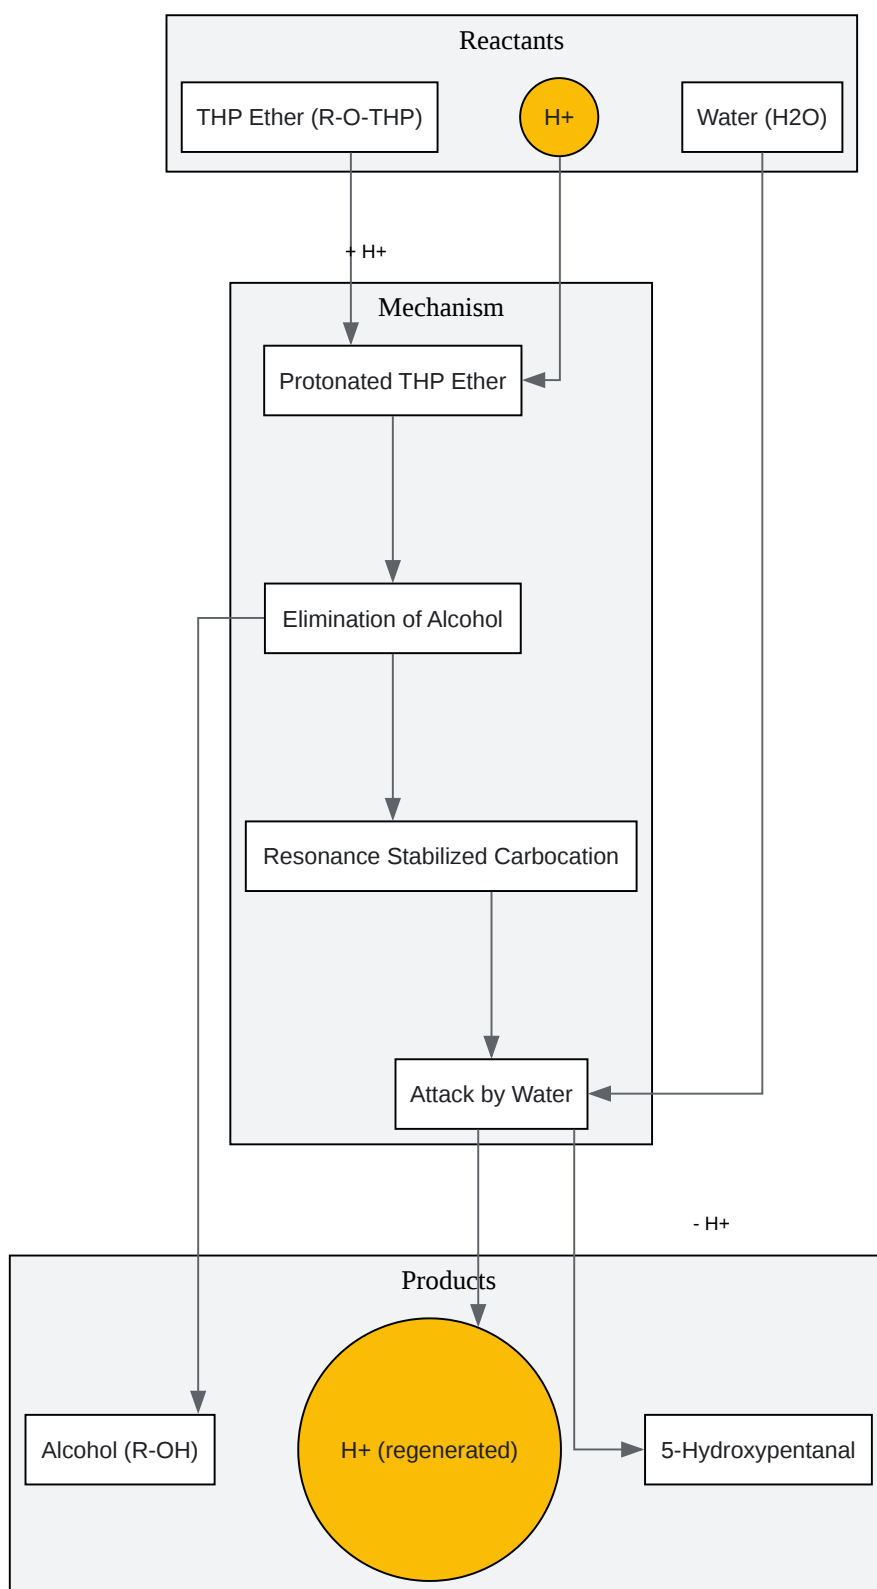 Reactants
THP Ether (R-O-THP)
H+
Water (H2O)
+ H+
Mechanism
Protonated THP Ether
Elimination of Alcohol
Resonance Stabilized Carbocation
Attack by Water
- H+
Products
Alcohol (R-OH)
H+ (regenerated)
5-Hydroxypentanal